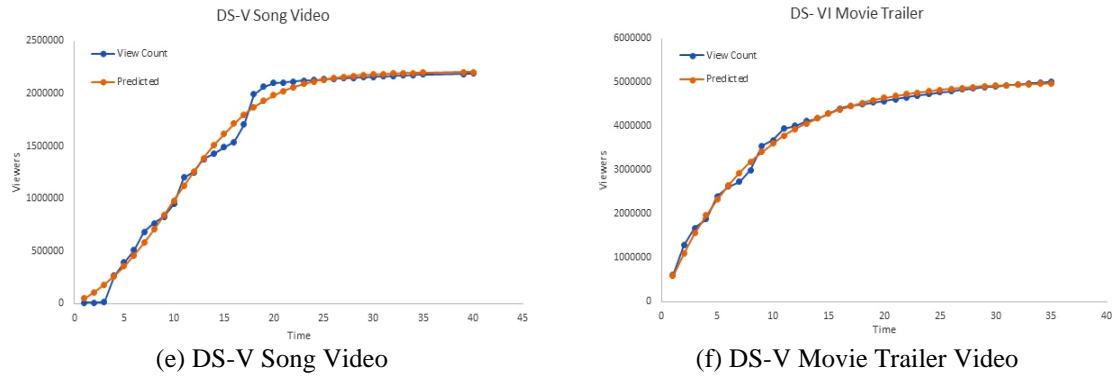 DS-V Song Video
2500000
2000000
1500000
1000000
500000
0
Viewers
View Count
Predicted
0 5 10 15 20 25 30 35 40 45
Time
(e) DS-V Song Video
DS- VI Movie Trailer
6000000
5000000
4000000
3000000
2000000
1000000
0
Viewers
View Count
Predicted
0 5 10 15 20 25 30 35 40
Time
(f) DS-V Movie Trailer Video